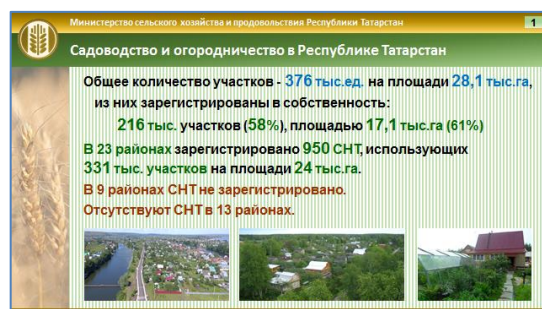 Министерство сельского хозяйства и продовольствия Республики Татарстан
1
Садоводство и огородничество в Республике Татарстан
Общее количество участков - 376 тыс.ед. на площади 28,1 тыс.га,
из них зарегистрированы в собственность:
216 тыс. участков (58%), площадью 17,1 тыс.га (61%)
В 23 районах зарегистрировано 950 СНТ, использующих
331 тыс. участков на площади 24 тыс.га.
В 9 районах СНТ не зарегистрировано.
Отсутствуют СНТ в 13 районах.